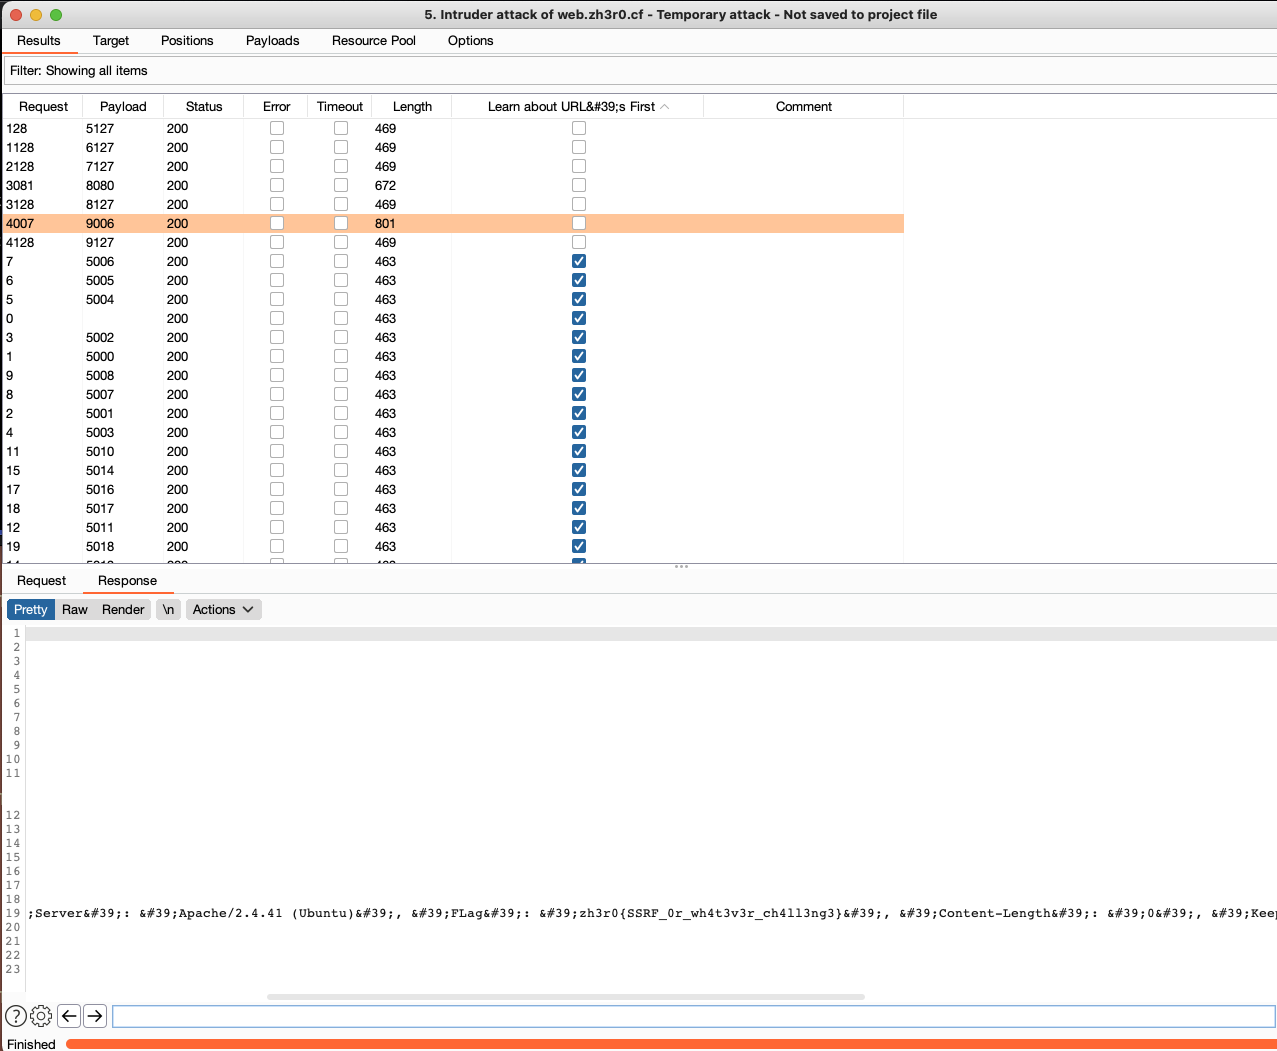 5. Intruder attack of web.zh3r0.cf - Temporary attack - Not saved to project file
Results Target Positions Payloads Resource Pool Options
Filter: Showing all items
Request Payload Status Error Timeout Length Learn about URL&#39;s First Comment
128 5127 200 469
1128 6127 200 469
2128 7127 200 469
3081 8080 200 672
3128 8127 200 469
4007 9006 200 801
4128 9127 200 469
7 5006 200 463
6 5005 200 463
5 5004 200 463
0 200 463
3 5002 200 463
1 5000 200 463
9 5008 200 463
8 5007 200 463
2 5001 200 463
4 5003 200 463
11 5010 200 463
15 5014 200 463
17 5016 200 463
18 5017 200 463
12 5011 200 463
19 5018 200 463
Request Response
Pretty Raw Render \n Actions
1
2
3
4
5
6
7
8
9
10
11
12
13
14
15
16
17
18
19 ;Server&#39;: &#39;Apache/2.4.41 (Ubuntu)&#39;, &#39;FLag&#39;: &#39;zh3r0{SSRF_0r_wh4t3v3r_ch4ll3ng3}&#39;, &#39;Content-Length&#39;: &#39;0&#39;, &#39;Keep
20
21
22
23
Finished